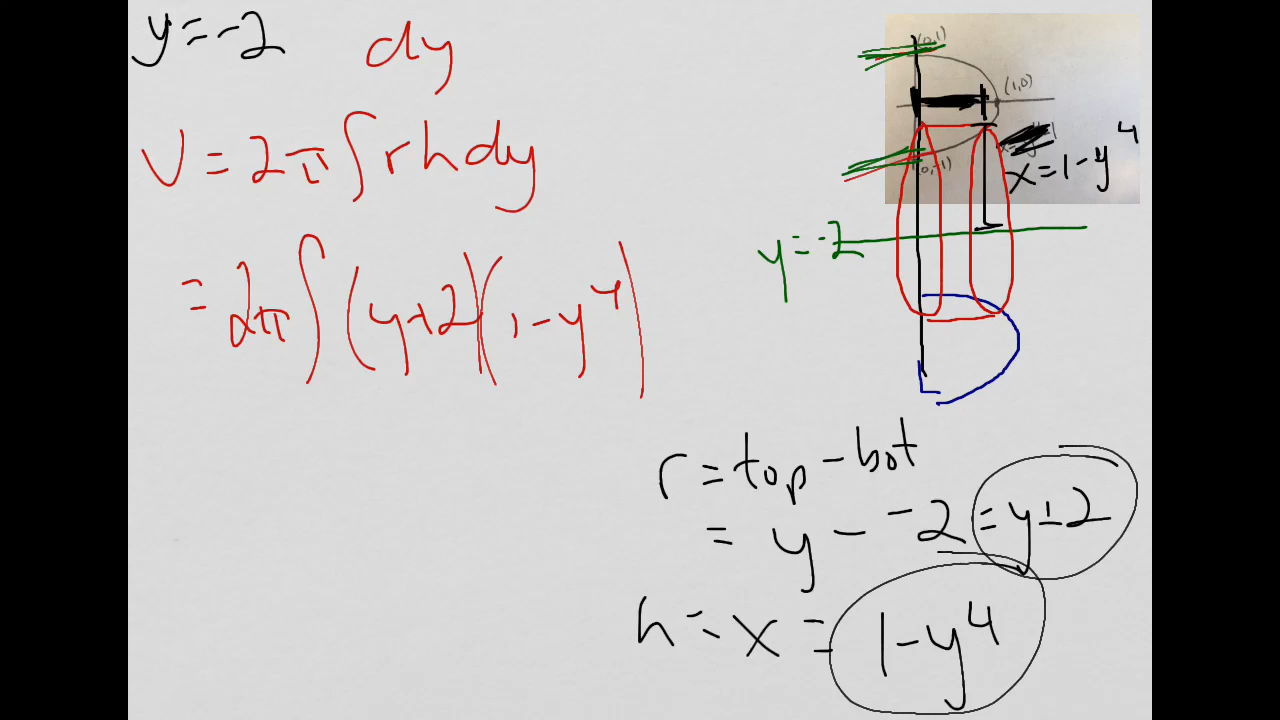 y = -2
dy
V = 2π ∫ r h dy
= 2π ∫ (y+2)(1-y⁴)
(0,1)
(1,0)
(0,-1)
x = 1 - y⁴
y = -2
r = top - bot
= y - -2 = y + 2
h = x = 1 - y⁴